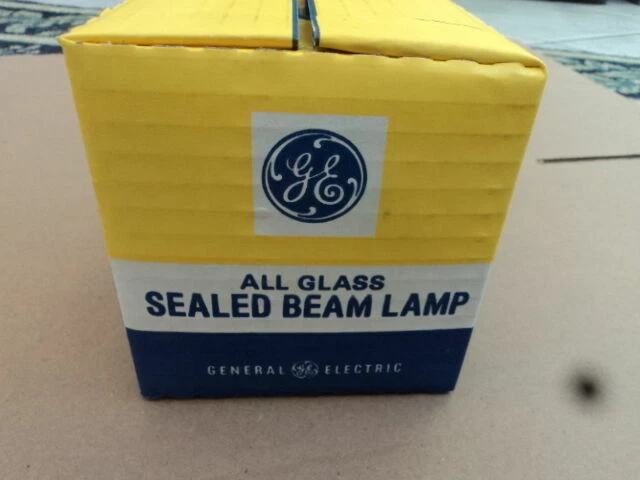 GE
ALL GLASS
SEALED BEAM LAMP
GENERAL GE ELECTRIC